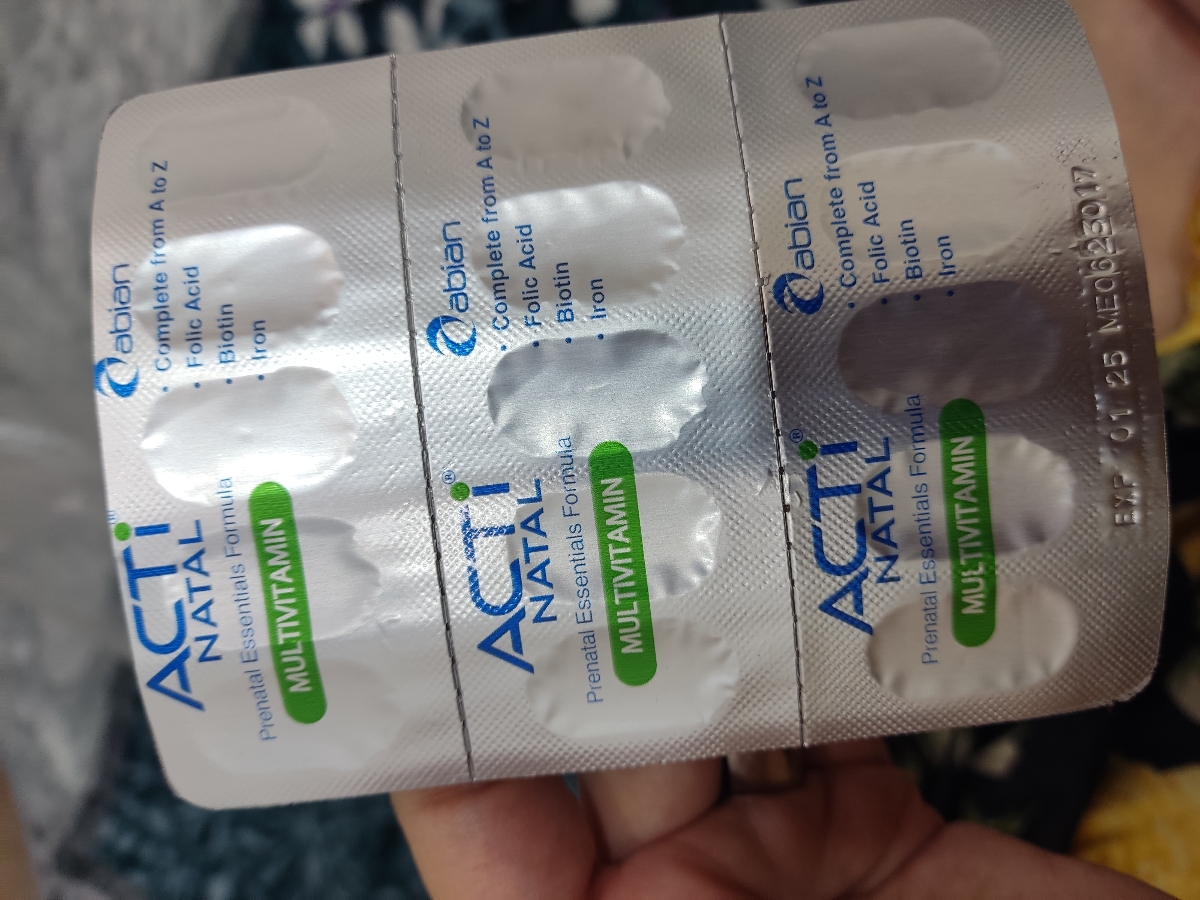 abian
ACTi®
NATAL
Prenatal Essentials Formula
MULTIVITAMIN
• Complete from A to Z
• Folic Acid
• Biotin
• Iron
abian
ACTi®
NATAL
Prenatal Essentials Formula
MULTIVITAMIN
• Complete from A to Z
• Folic Acid
• Biotin
• Iron
abian
ACTi®
NATAL
Prenatal Essentials Formula
MULTIVITAMIN
• Complete from A to Z
• Folic Acid
• Biotin
• Iron
EXP 01 25